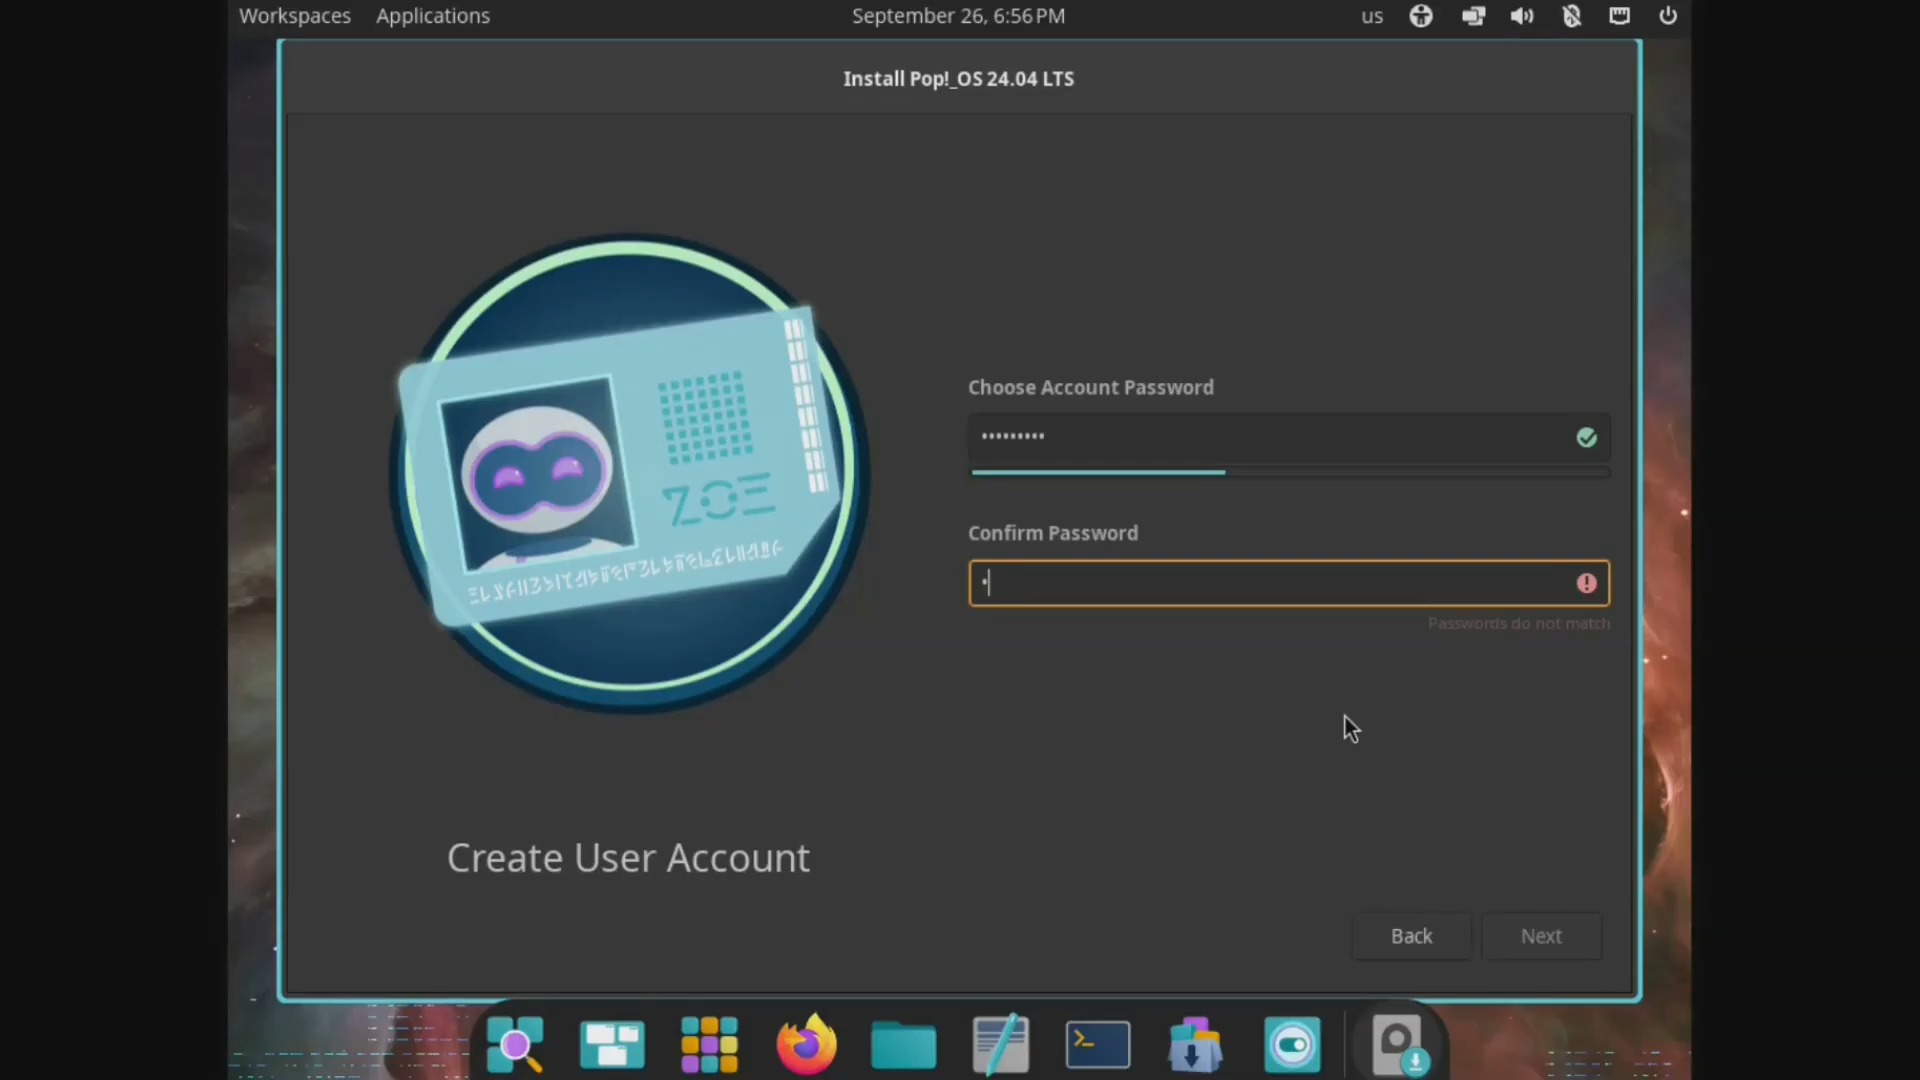 Workspaces Applications September 26, 6:56 PM us
Install Pop!_OS 24.04 LTS
Choose Account Password
•••••••••
Confirm Password
•
Passwords do not match
ZOE
Create User Account
Back Next